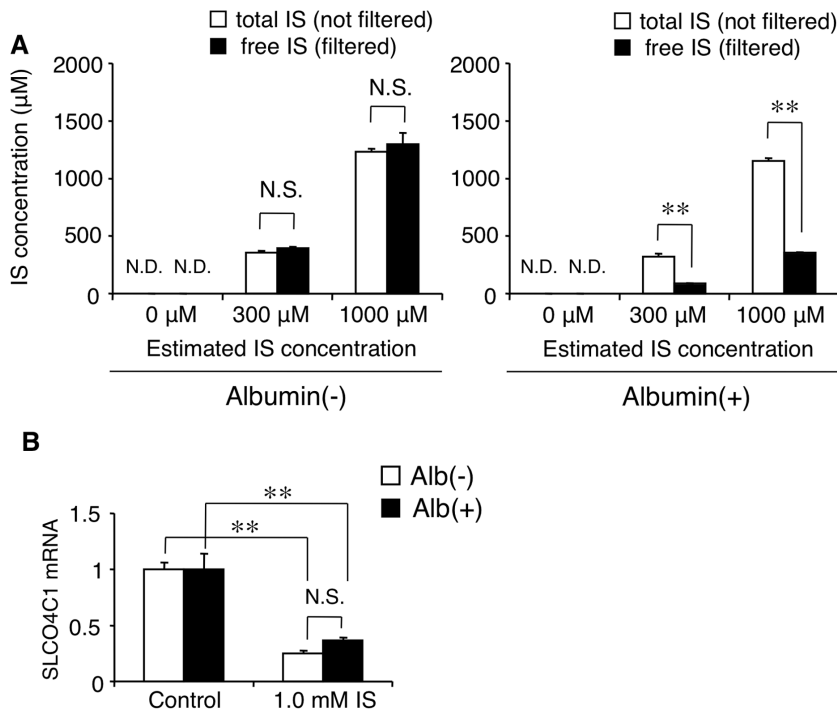 A
total IS (not filtered)
free IS (filtered)
IS concentration (µM)
2000
1500
1000
500
0
N.D. N.D.
N.S.
N.S.
0 µM 300 µM 1000 µM
Estimated IS concentration
Albumin(-)
total IS (not filtered)
free IS (filtered)
2000
1500
1000
500
0
N.D. N.D.
**
**
0 µM 300 µM 1000 µM
Estimated IS concentration
Albumin(+)
B
Alb(-)
Alb(+)
SLCO4C1 mRNA
1.5
1
0.5
0
**
**
N.S.
Control 1.0 mM IS